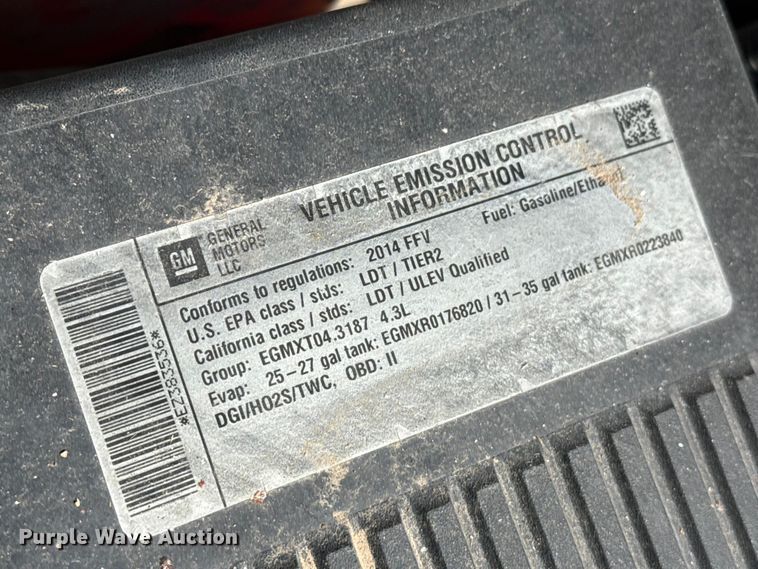 VEHICLE EMISSION CONTROL
INFORMATION
GM
GENERAL
MOTORS
LLC
Fuel: Gasoline/Ethanol
Conforms to regulations: 2014 FFV
U.S. EPA class / stds: LDT / TIER2
California class / stds: LDT / ULEV Qualified
Group: EGMXT04.3187 4.3L
Evap: 25-27 gal tank: EGMXR0176820 / 31-35 gal tank: EGMXR0223840
DGI/HO2S/TWC, OBD: II
*EZ383536*
Purple Wave Auction